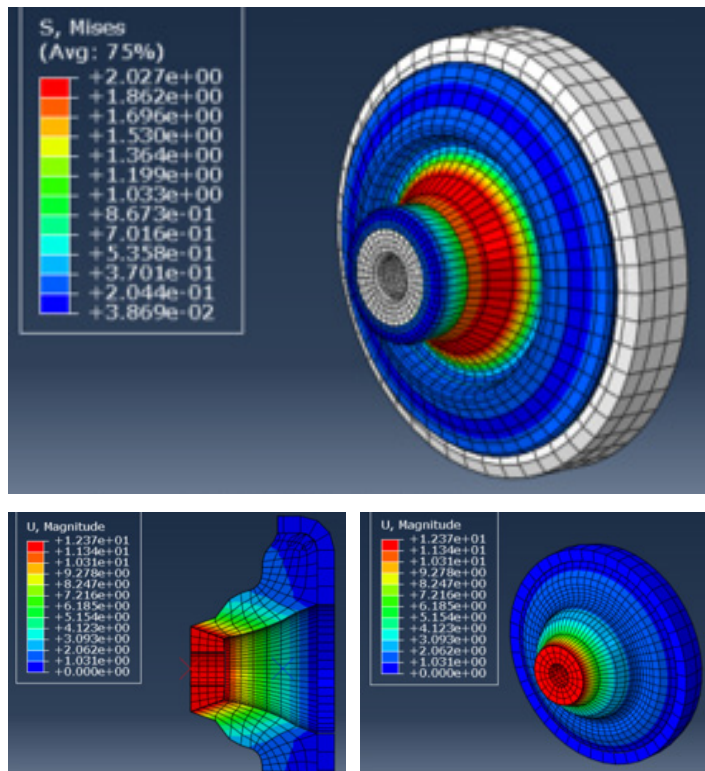 S, Mises
(Avg: 75%)
+2.027e+00
+1.862e+00
+1.696e+00
+1.530e+00
+1.364e+00
+1.199e+00
+1.033e+00
+8.673e-01
+7.016e-01
+5.358e-01
+3.701e-01
+2.044e-01
+3.869e-02
U, Magnitude
+1.237e+01
+1.134e+01
+1.031e+01
+9.278e+00
+8.247e+00
+7.216e+00
+6.185e+00
+5.154e+00
+4.123e+00
+3.093e+00
+2.062e+00
+1.031e+00
+0.000e+00
U, Magnitude
+1.237e+01
+1.134e+01
+1.031e+01
+9.278e+00
+8.247e+00
+7.216e+00
+6.185e+00
+5.154e+00
+4.123e+00
+3.093e+00
+2.062e+00
+1.031e+00
+0.000e+00